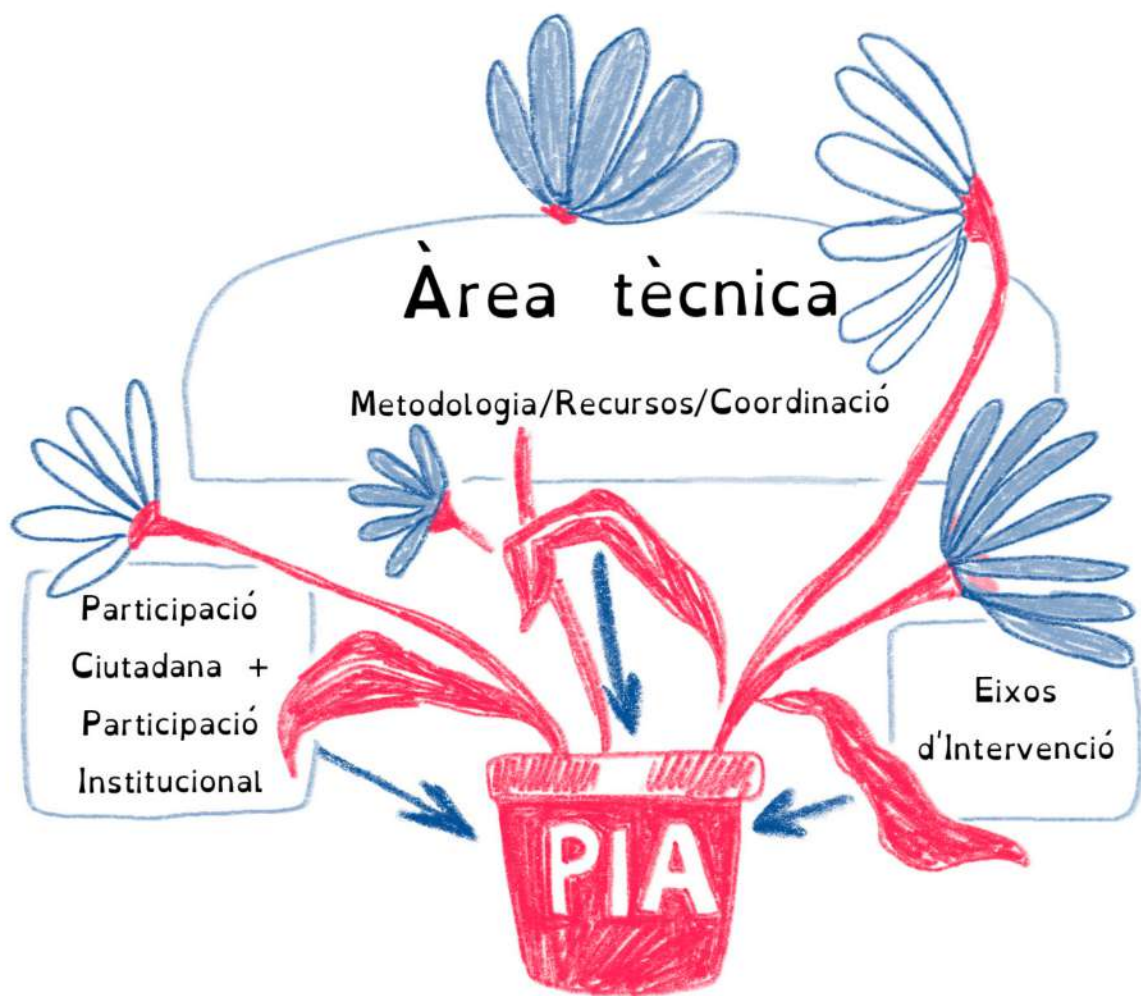 Àrea tècnica
Metodologia/Recursos/Coordinació
Participació
Ciutadana +
Participació
Institucional
Eixos
d'Intervenció
PIA